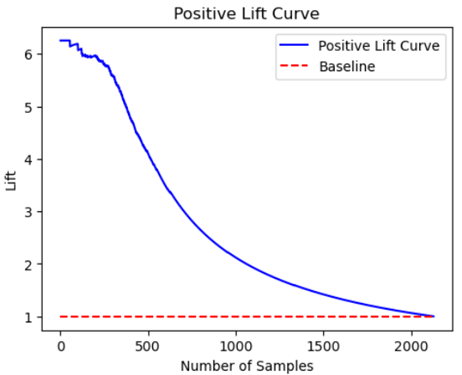 Positive Lift Curve
Positive Lift Curve
Baseline
6
5
4
3
2
1
Lift
0 500 1000 1500 2000
Number of Samples